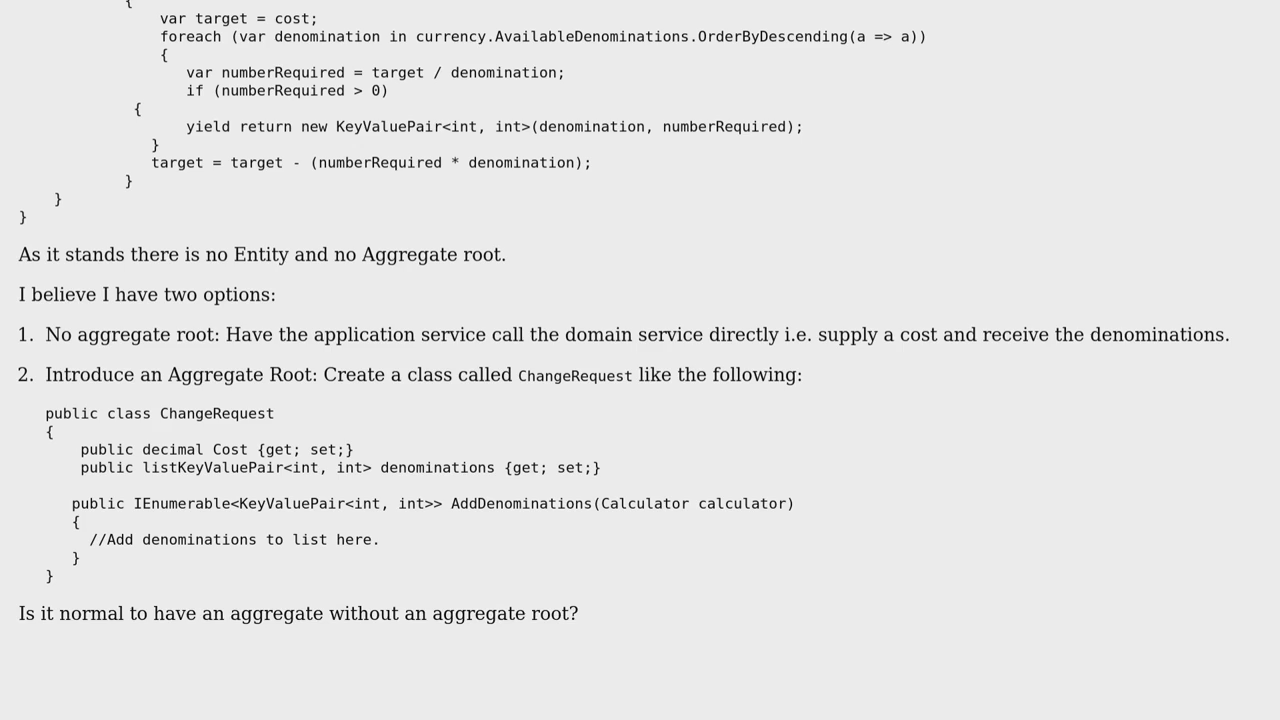 {
var target = cost;
foreach (var denomination in currency.AvailableDenominations.OrderByDescending(a => a))
{
var numberRequired = target / denomination;
if (numberRequired > 0)
{
yield return new KeyValuePair<int, int>(denomination, numberRequired);
}
target = target - (numberRequired * denomination);
}
}
}
As it stands there is no Entity and no Aggregate root.
I believe I have two options:
1. No aggregate root: Have the application service call the domain service directly i.e. supply a cost and receive the denominations.
2. Introduce an Aggregate Root: Create a class called ChangeRequest like the following:
public class ChangeRequest
{
public decimal Cost {get; set;}
public listKeyValuePair<int, int> denominations {get; set;}
public IEnumerable<KeyValuePair<int, int>> AddDenominations(Calculator calculator)
{
//Add denominations to list here.
}
}
Is it normal to have an aggregate without an aggregate root?